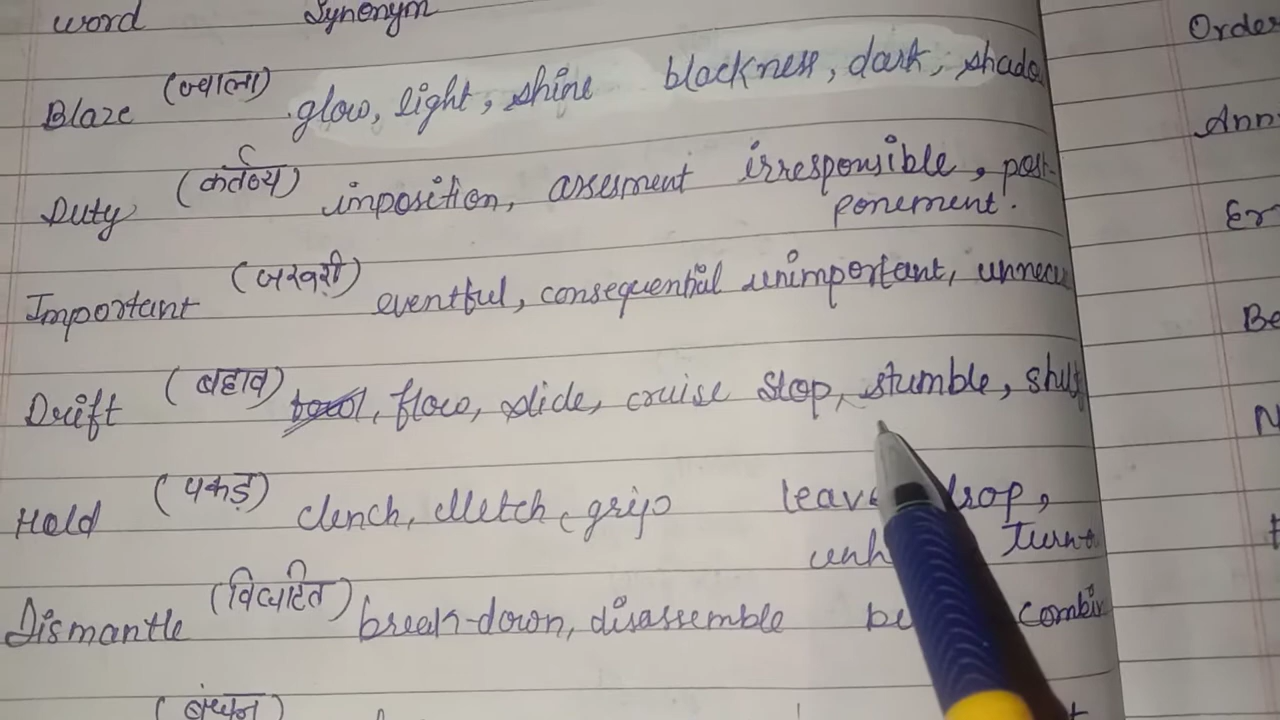 word Synonym
Blaze (ज्वाला) glow, light, shine blackness, dark, shade
Duty (कर्तव्य) imposition, assesment irresponsible, post-
ponement.
Important (जरूरी) eventful, consequential unimportant,
Drift (बहाव) flow, slide, cruise stop, stumble,
Hold (पकड़) clench, clutch, grip leave drop,
Dismantle (विघटित) break-down, disassemble
(बंधन)
Order